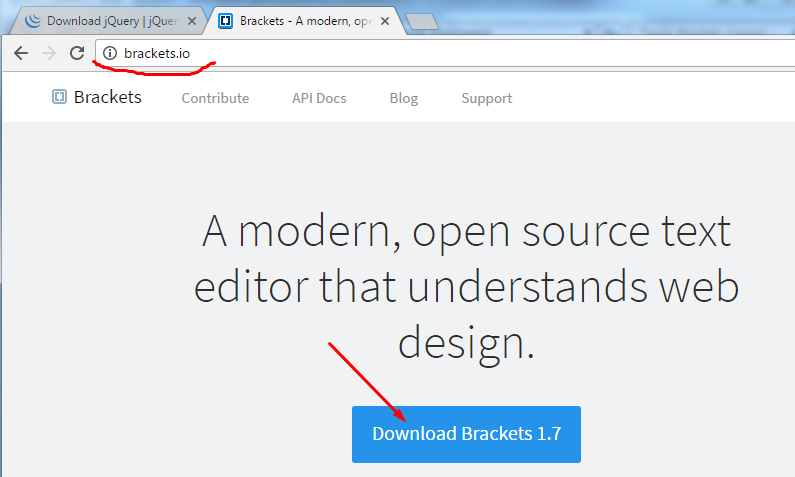 Download jQuery | jQuer
Brackets - A modern, ope
brackets.io
Brackets Contribute API Docs Blog Support
A modern, open source text
editor that understands web
design.
Download Brackets 1.7